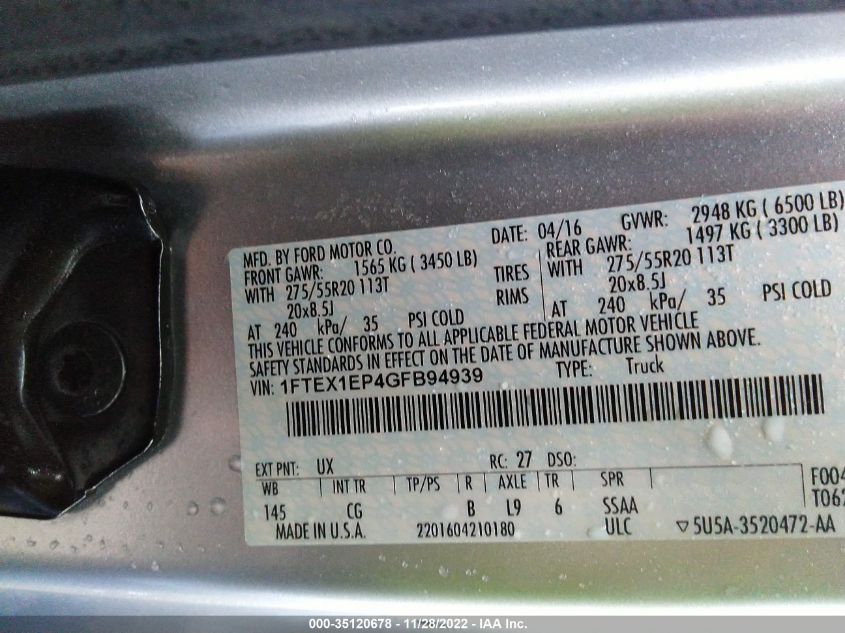 MFD. BY FORD MOTOR CO. DATE: 04/16 GVWR: 2948 KG ( 6500 LB)
FRONT GAWR: 1565 KG ( 3450 LB) REAR GAWR: 1497 KG ( 3300 LB)
WITH 275/55R20 113T TIRES WITH 275/55R20 113T
20x8.5J RIMS 20x8.5J
AT 240 kPa/ 35 PSI COLD AT 240 kPa/ 35 PSI COLD
THIS VEHICLE CONFORMS TO ALL APPLICABLE FEDERAL MOTOR VEHICLE
SAFETY STANDARDS IN EFFECT ON THE DATE OF MANUFACTURE SHOWN ABOVE.
VIN: 1FTEX1EP4GFB94939 TYPE: Truck
EXT PNT: UX RC: 27 DSO:
WB INT TR TP/PS R AXLE TR SPR F004
145 CG B L9 6 SSAA T062
MADE IN U.S.A. 2201604210180 ULC ▽5U5A-3520472-AA
000-35120678 - 11/28/2022 - IAA, Inc.